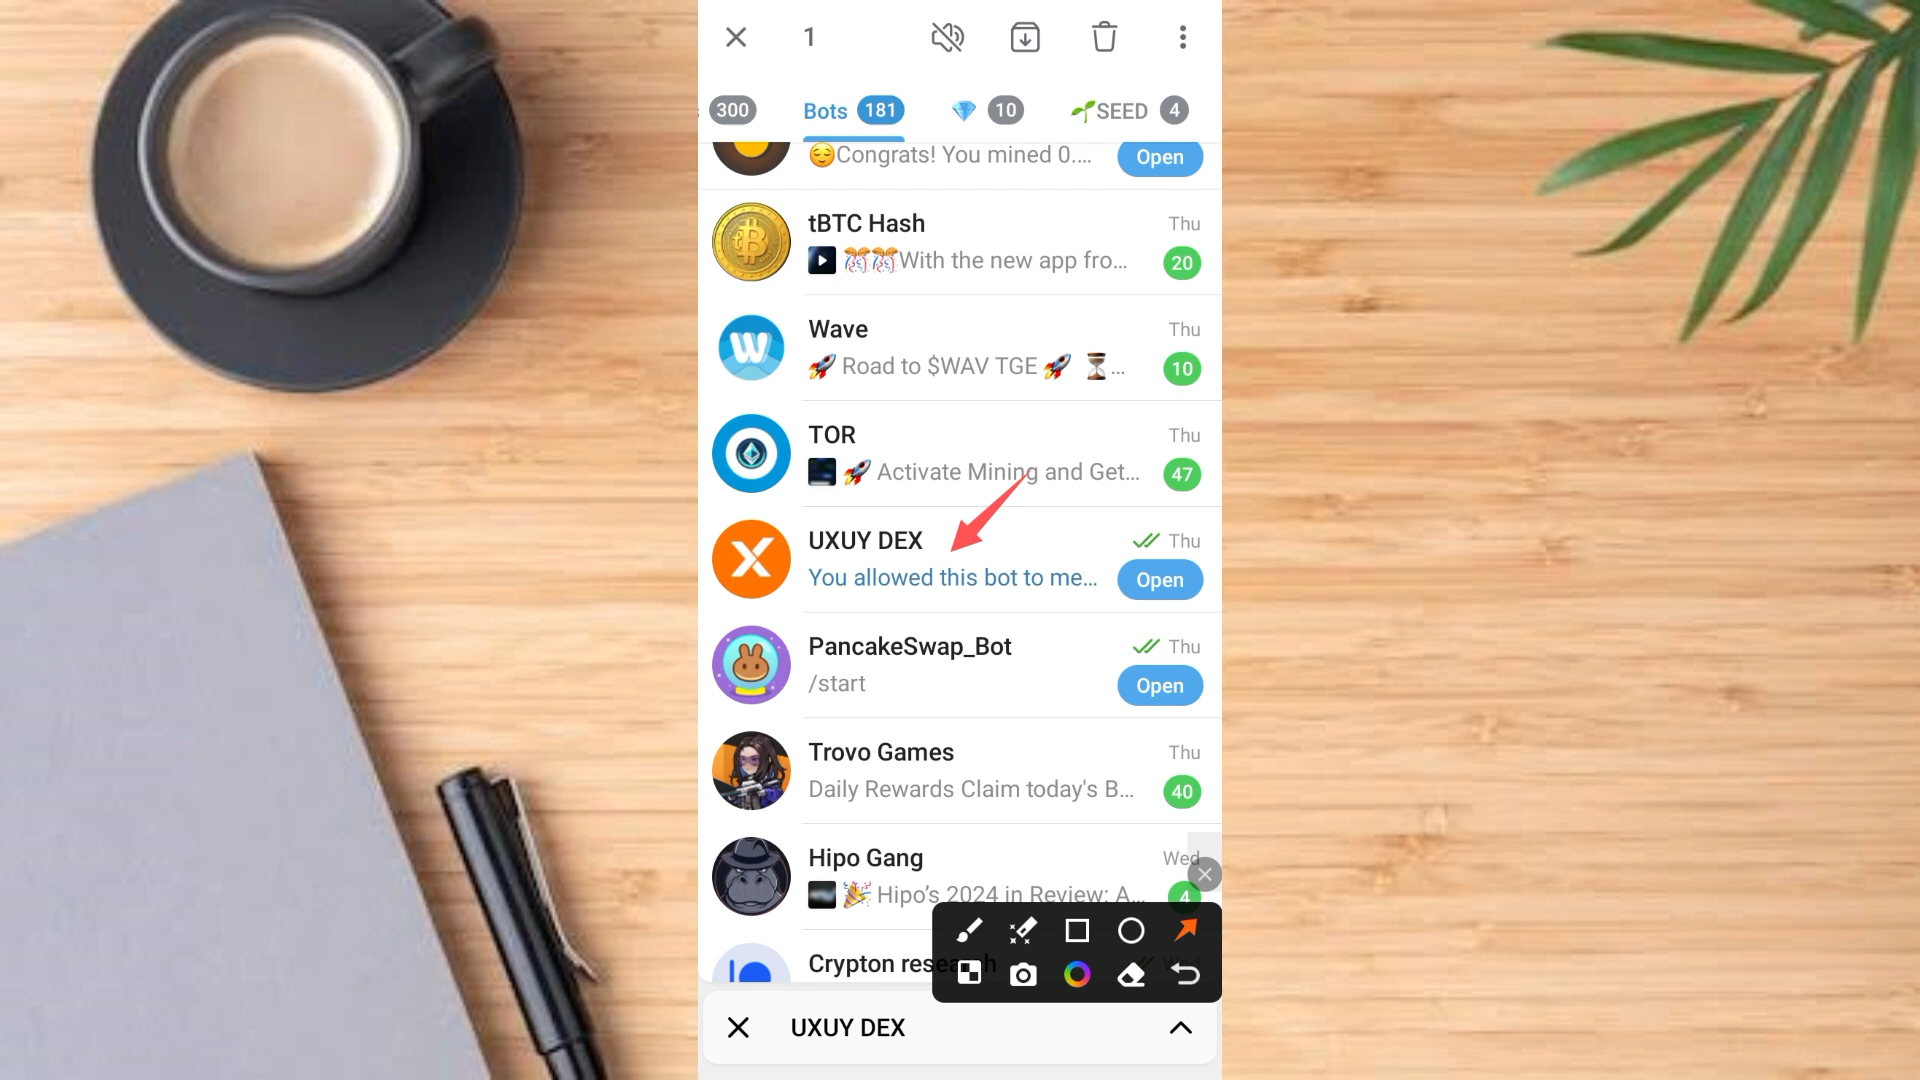 1
300 Bots 181 10 SEED 4
Congrats! You mined 0.... Open
tBTC Hash Thu
With the new app fro... 20
Wave Thu
Road to $WAV TGE ... 10
TOR Thu
Activate Mining and Get... 47
UXUY DEX Thu
You allowed this bot to me... Open
PancakeSwap_Bot Thu
/start Open
Trovo Games Thu
Daily Rewards Claim today's B... 40
Hipo Gang Wed
Hipo's 2024 in Review: A... 4
Crypton research Wed
UXUY DEX